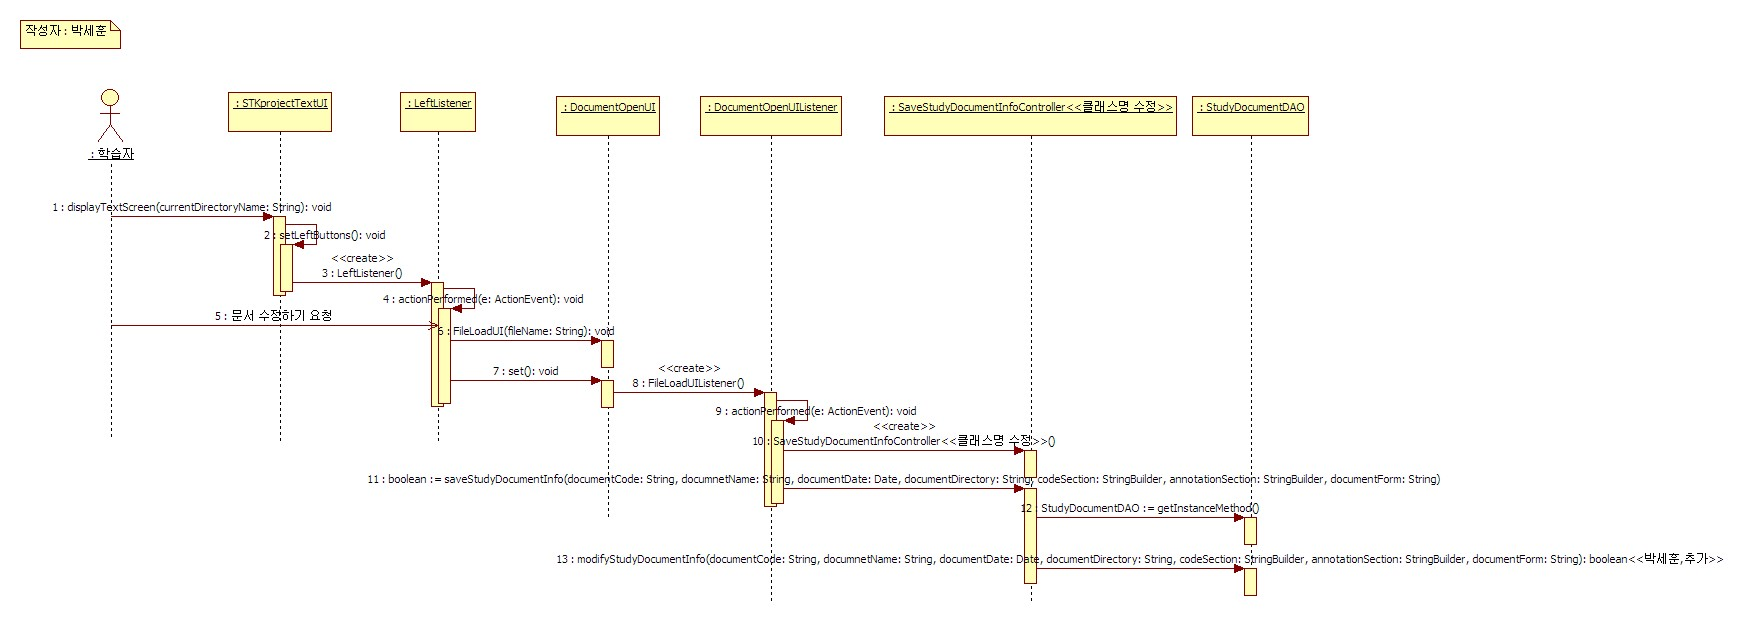 작성자 : 박세훈
: STKprojectTextUI
: LeftListener
: DocumentOpenUI
: DocumentOpenUIListener
: SaveStudyDocumentInfoController<<클래스명 수정>>
: StudyDocumentDAO
: 학습자
1 : displayTextScreen(currentDirectoryName: String): void
2 : setLeftButtons(): void
<<create>>
3 : LeftListener()
4 : actionPerformed(e: ActionEvent): void
5 : 문서 수정하기 요청
6 : FileLoadUI(fileName: String): void
7 : set(): void
<<create>>
8 : FileLoadUIListener()
9 : actionPerformed(e: ActionEvent): void
<<create>>
10 : SaveStudyDocumentInfoController<<클래스명 수정>>()
11 : boolean := saveStudyDocumentInfo(documentCode: String, documnetName: String, documentDate: Date, documentDirectory: String, codeSection: StringBuilder, annotationSection: StringBuilder, documentForm: String)
12 : StudyDocumentDAO := getInstanceMethod()
13 : modifyStudyDocumentInfo(documentCode: String, documnetName: String, documentDate: Date, documentDirectory: String, codeSection: StringBuilder, annotationSection: StringBuilder, documentForm: String): boolean<<박세훈,추가>>